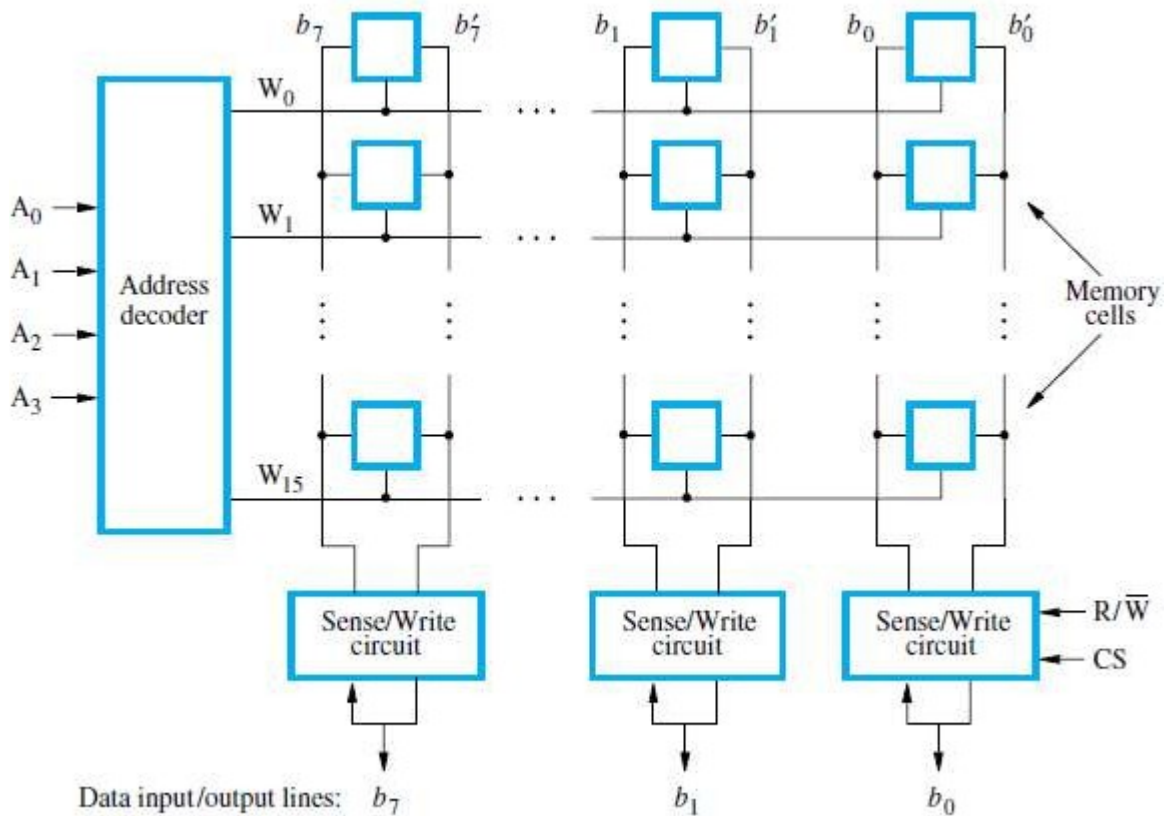 b7 b′7 b1 b′1 b0 b′0
W0 • • •
W1 • • •
A0
A1
A2
A3
Address
decoder
Memory
cells
W15 • • •
Sense/Write
circuit
Sense/Write
circuit
Sense/Write
circuit
R/W̅
CS
Data input/output lines: b7 b1 b0